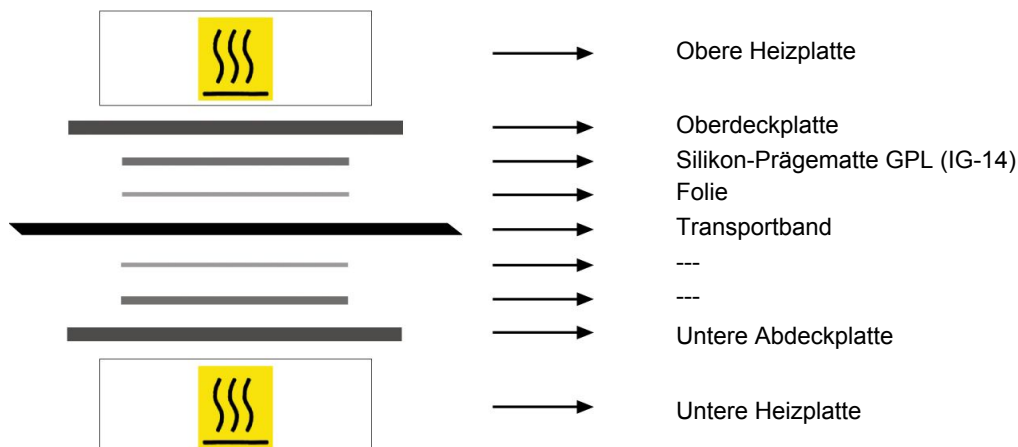 Obere Heizplatte
Oberdeckplatte
Silikon-Prägematte GPL (IG-14)
Folie
Transportband
---
---
Untere Abdeckplatte
Untere Heizplatte